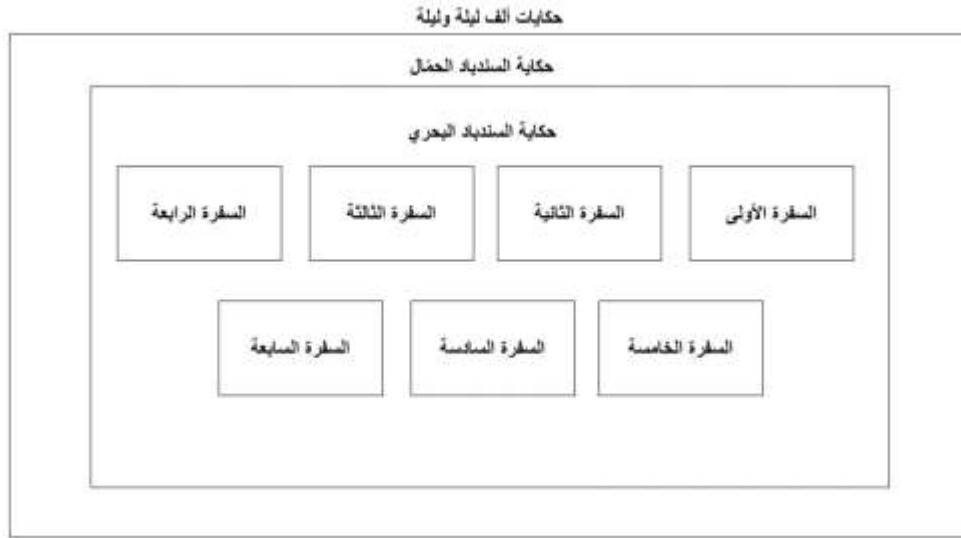 حكايات ألف ليلة وليلة
حكاية السندباد الحمال
حكاية السندباد البحري
السفرة الأولى
السفرة الثانية
السفرة الثالثة
السفرة الرابعة
السفرة الخامسة
السفرة السادسة
السفرة السابعة